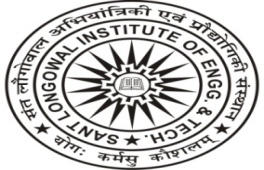 संत लौंगोवाल अभियांत्रिकी एवं प्रौद्योगिकी संस्थान
SANT LONGOWAL INSTITUTE OF ENGG. & TECH.
योगः कर्मसु कौशलम्